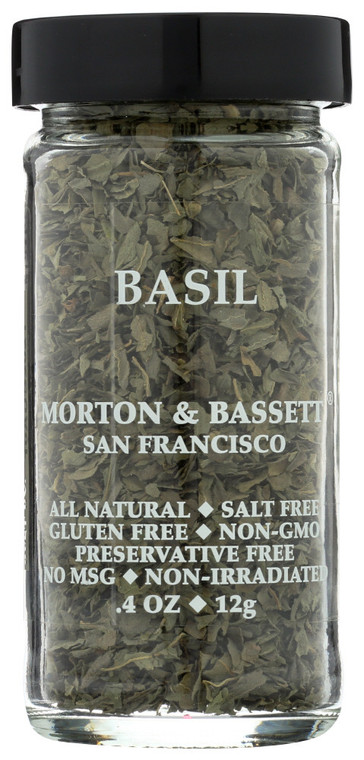 BASIL
MORTON & BASSETT®
SAN FRANCISCO
ALL NATURAL ◆ SALT FREE
GLUTEN FREE ◆ NON-GMO
PRESERVATIVE FREE
NO MSG ◆ NON-IRRADIATED
.4 OZ ◆ 12g